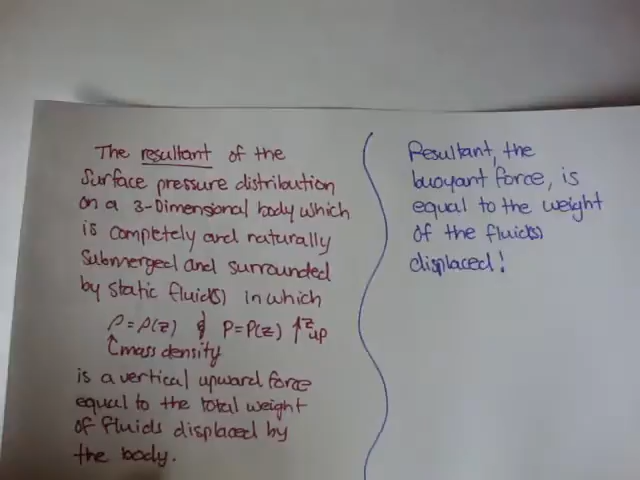 The resultant of the
surface pressure distribution
on a 3-Dimensional body which
is completely and naturally
submerged and surrounded
by static fluid(s) in which
ρ = ρ(z) & P = P(z) ↑z up
↑ mass density
is a vertical upward force
equal to the total weight
of fluids displaced by
the body.
Resultant, the
buoyant force, is
equal to the weight
of the fluid(s)
displaced!